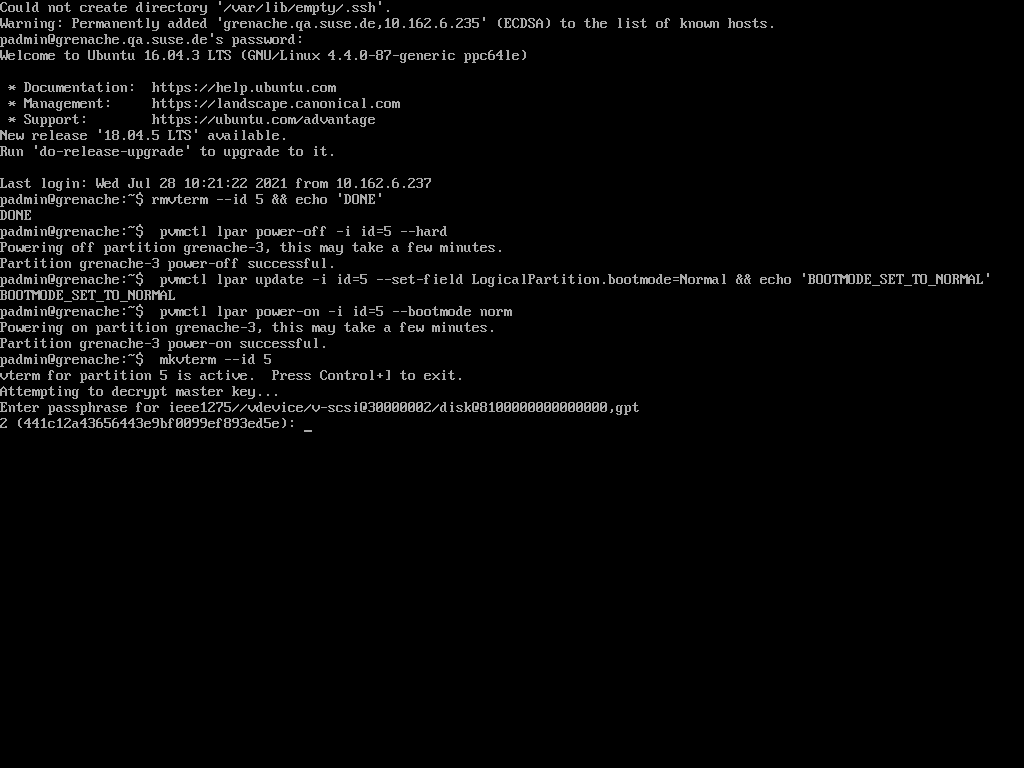 Could not create directory '/var/lib/empty/.ssh'.
Warning: Permanently added 'grenache.qa.suse.de,10.162.6.235' (ECDSA) to the list of known hosts.
padmin@grenache.qa.suse.de's password:
Welcome to Ubuntu 16.04.3 LTS (GNU/Linux 4.4.0-87-generic ppc64le)

 * Documentation:  https://help.ubuntu.com
 * Management:     https://landscape.canonical.com
 * Support:        https://ubuntu.com/advantage
New release '18.04.5 LTS' available.
Run 'do-release-upgrade' to upgrade to it.

Last login: Wed Jul 28 10:21:22 2021 from 10.162.6.237
padmin@grenache:~$ rmvterm --id 5 && echo 'DONE'
DONE
padmin@grenache:~$  pvmctl lpar power-off -i id=5 --hard
Powering off partition grenache-3, this may take a few minutes.
Partition grenache-3 power-off successful.
padmin@grenache:~$  pvmctl lpar update -i id=5 --set-field LogicalPartition.bootmode=Normal && echo 'BOOTMODE_SET_TO_NORMAL'
BOOTMODE_SET_TO_NORMAL
padmin@grenache:~$  pvmctl lpar power-on -i id=5 --bootmode norm
Powering on partition grenache-3, this may take a few minutes.
Partition grenache-3 power-on successful.
padmin@grenache:~$  mkvterm --id 5
vterm for partition 5 is active.  Press Control+] to exit.
Attempting to decrypt master key...
Enter passphrase for ieee1275//vdevice/v-scsi@30000002/disk@8100000000000000,gpt
2 (441c12a43656443e9bf0099ef893ed5e): _